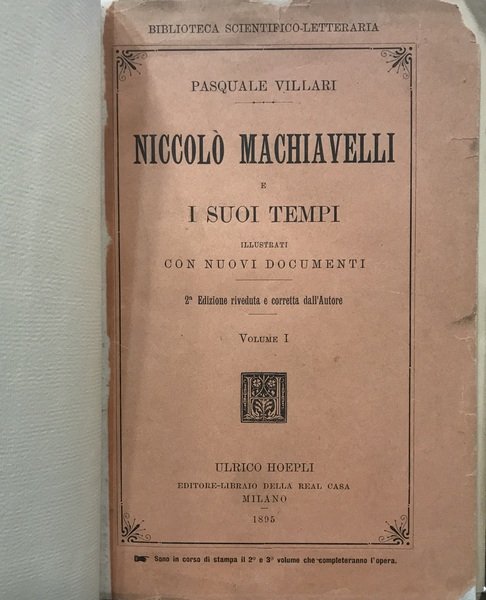 BIBLIOTECA SCIENTIFICO-LETTERARIA
PASQUALE VILLARI
NICCOLÒ MACHIAVELLI
E
I SUOI TEMPI
ILLUSTRATI
CON NUOVI DOCUMENTI
2ª Edizione riveduta e corretta dall'Autore
VOLUME I
H
ULRICO HOEPLI
EDITORE-LIBRAIO DELLA REAL CASA
MILANO
1895
☛ Sono in corso di stampa il 2º e 3º volume che completeranno l'opera.